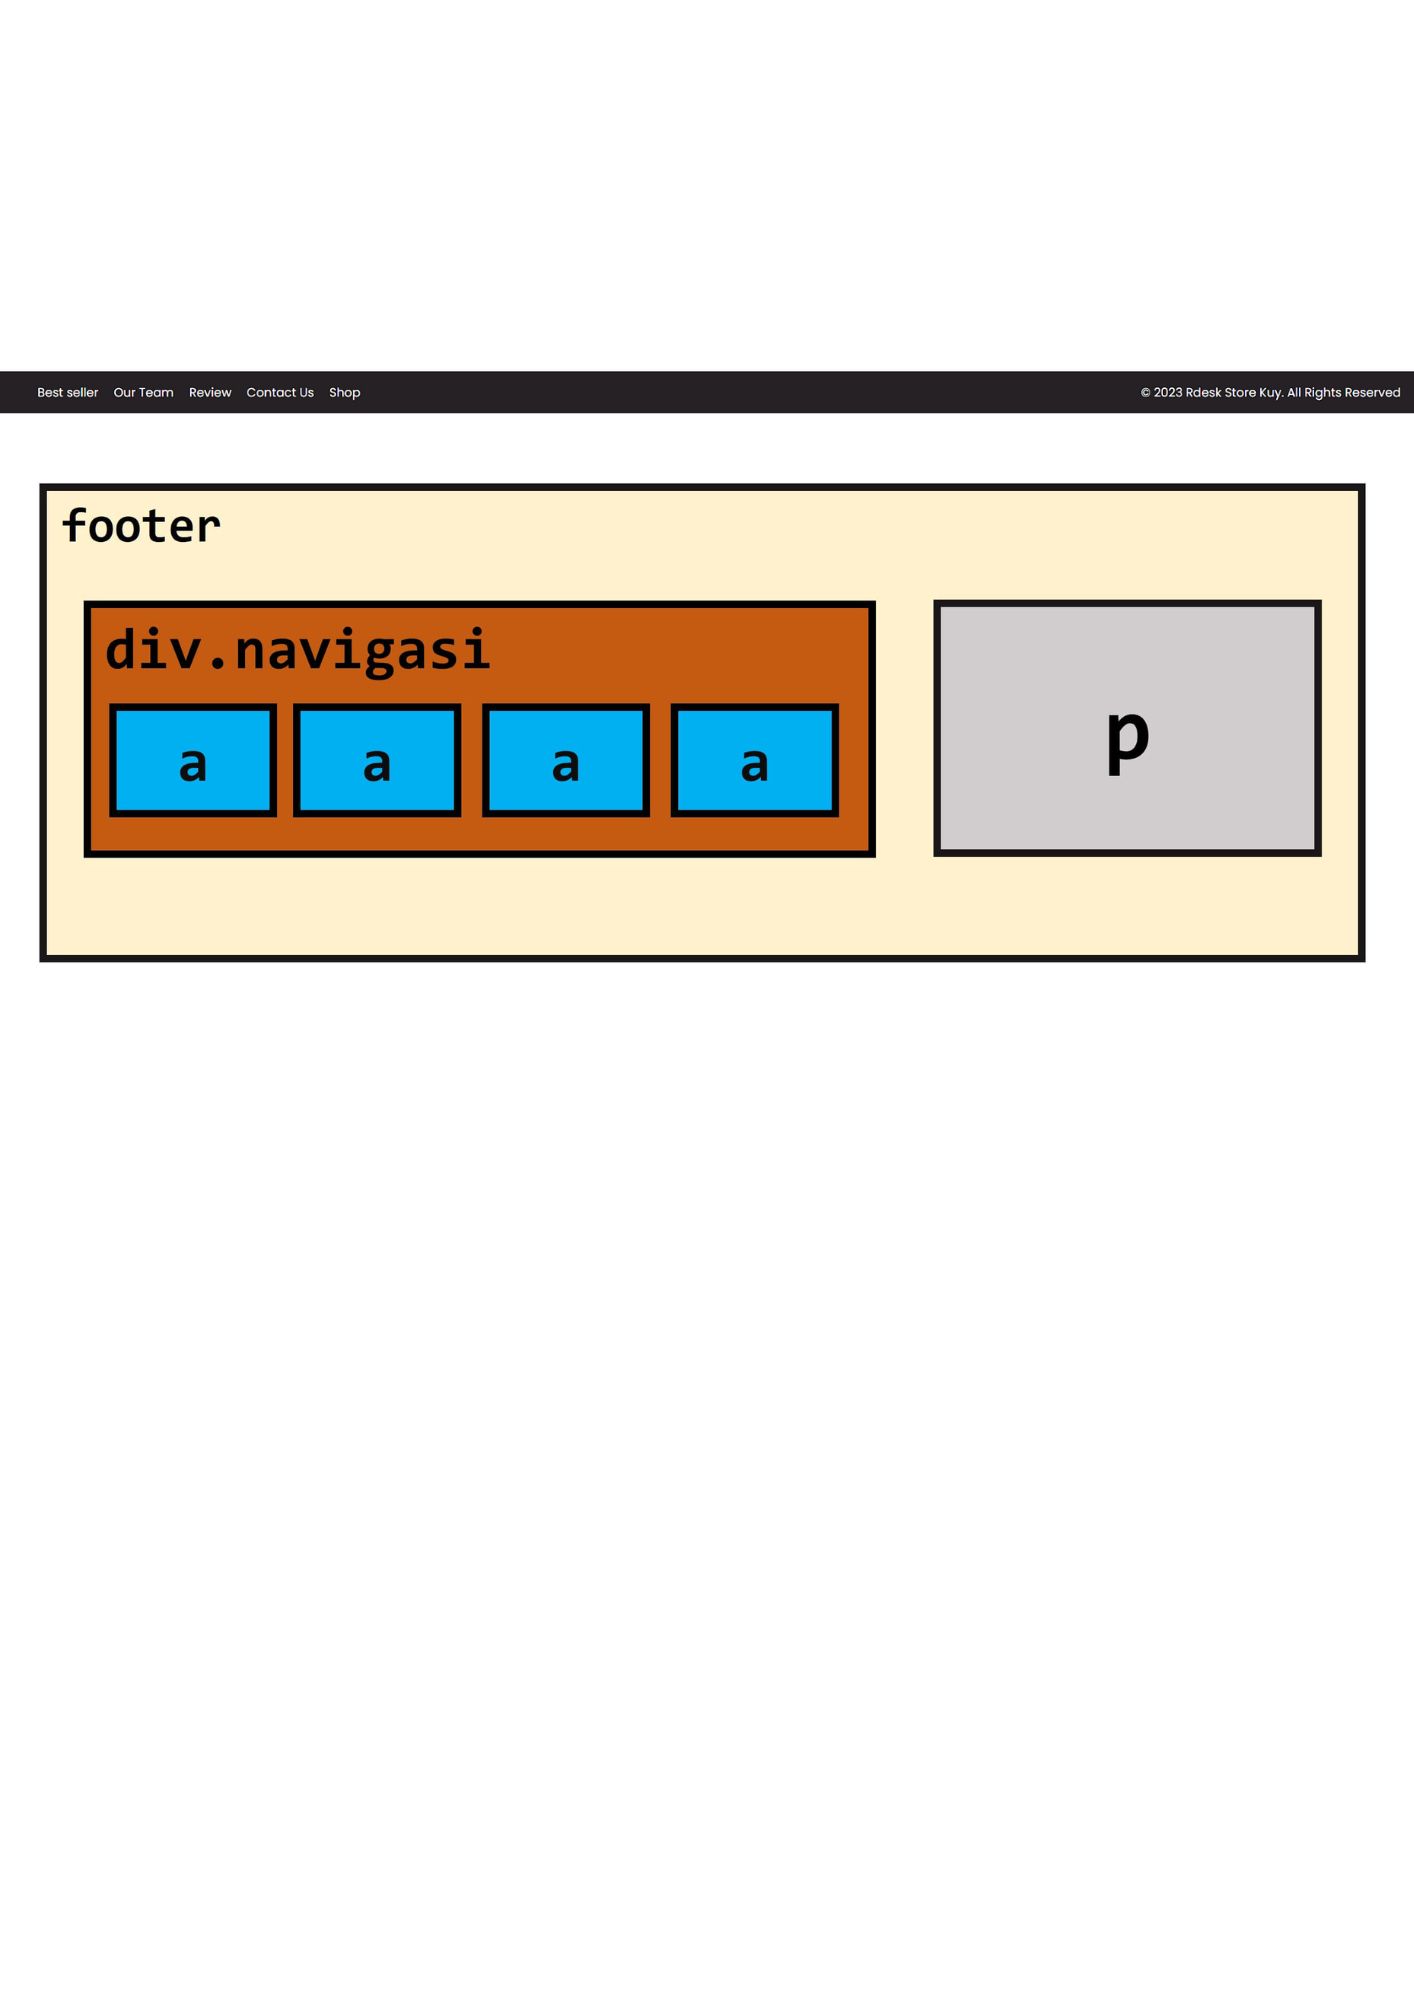 Best seller Our Team Review Contact Us Shop © 2023 Rdesk Store Kuy. All Rights Reserved
footer
div.navigasi
a a a a
p